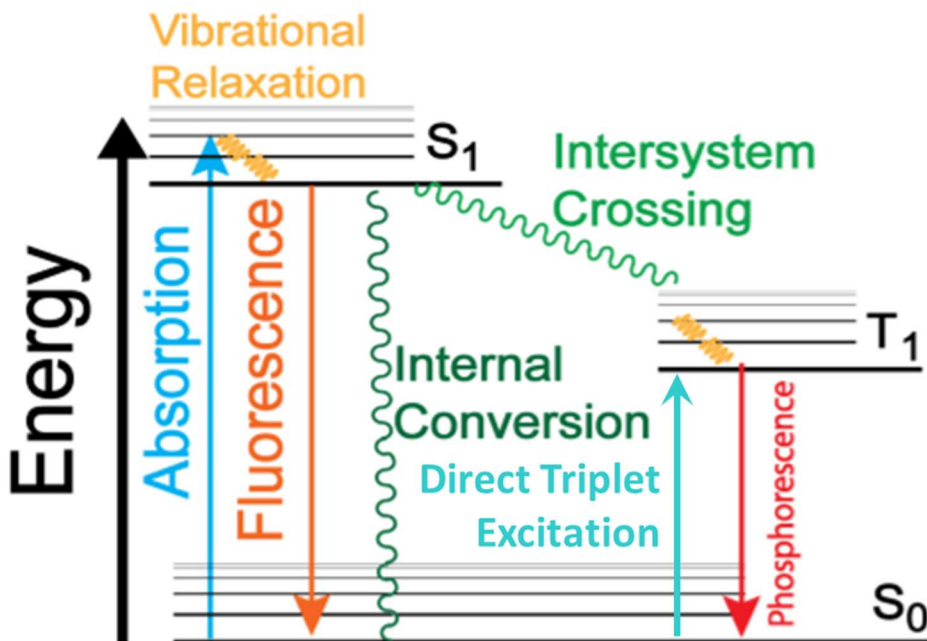 Vibrational
Relaxation
S1
Intersystem
Crossing
Energy
Absorption
Fluorescence
Internal
Conversion
T1
Direct Triplet
Excitation
Phosphorescence
S0